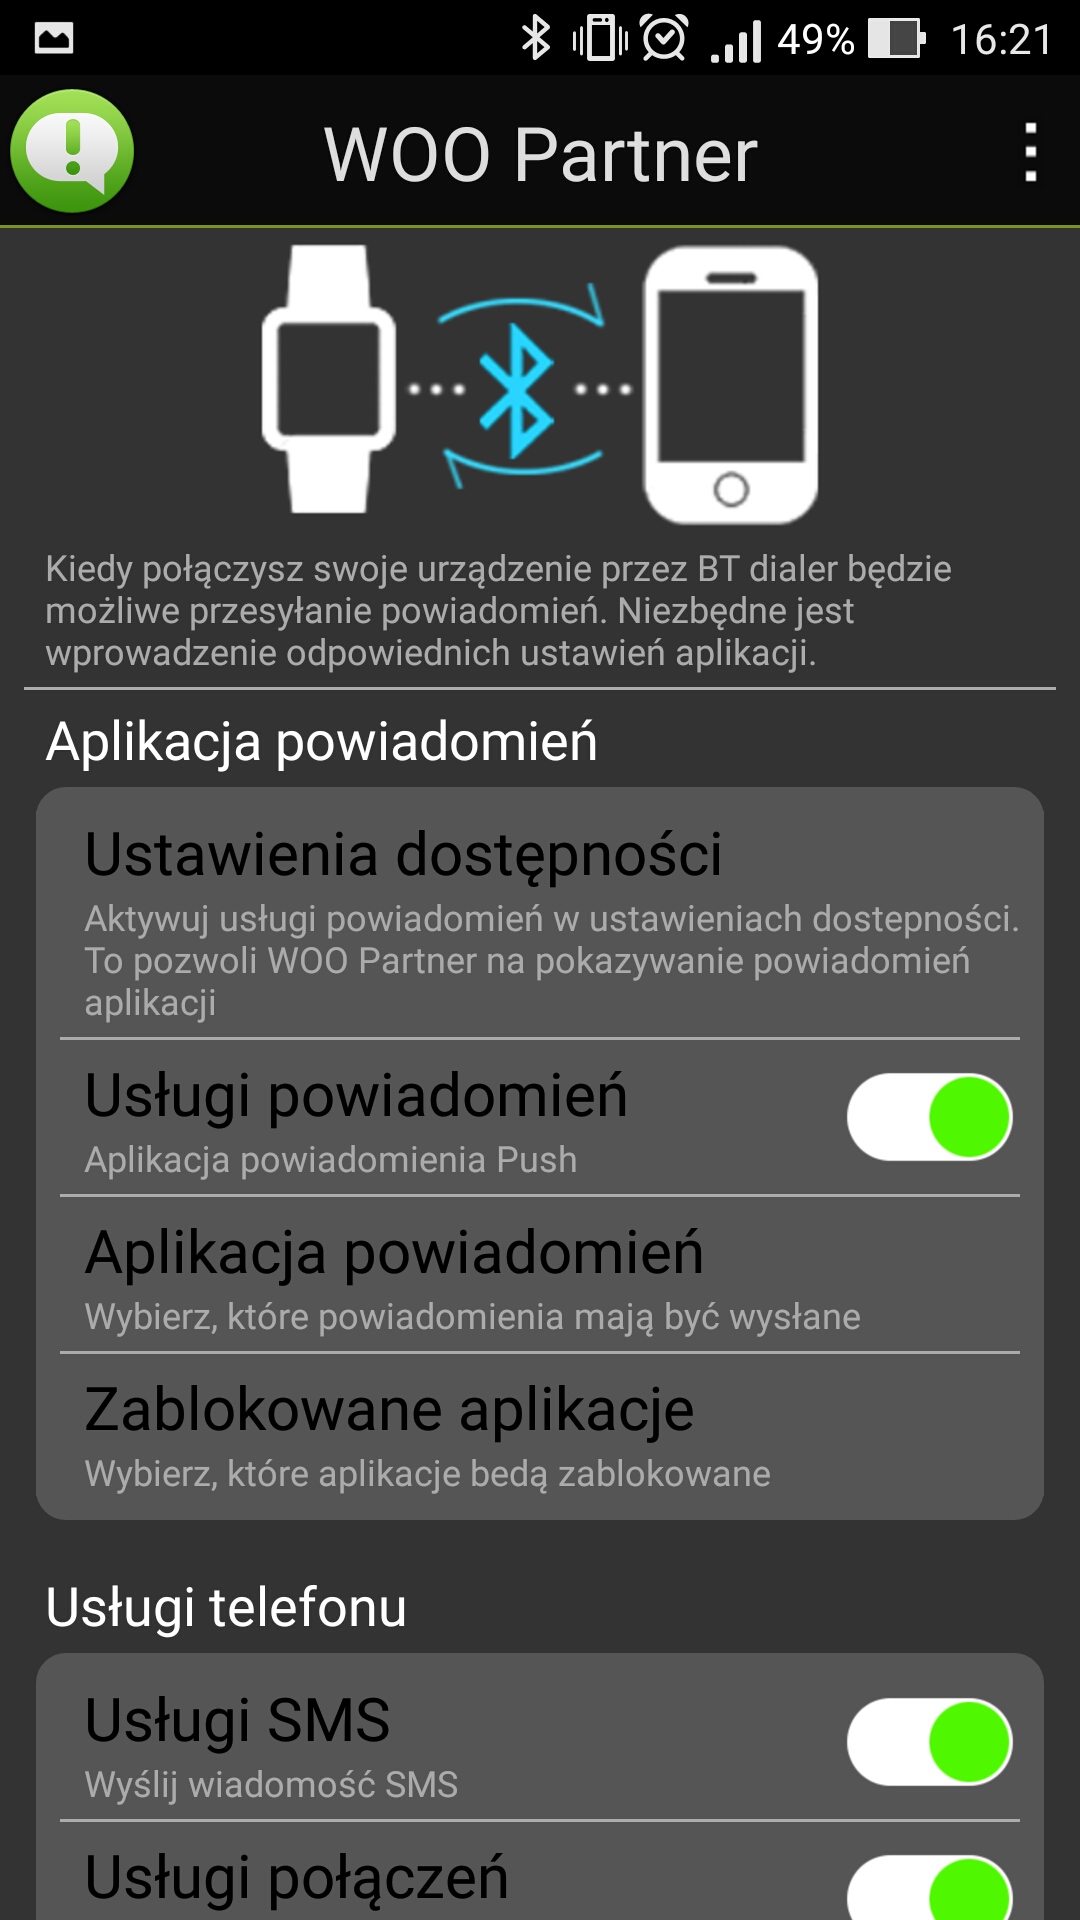 49% 16:21
WOO Partner
Kiedy połączysz swoje urządzenie przez BT dialer będzie
możliwe przesyłanie powiadomień. Niezbędne jest
wprowadzenie odpowiednich ustawień aplikacji.
Aplikacja powiadomień
Ustawienia dostępności
Aktywuj usługi powiadomień w ustawieniach dostepności.
To pozwoli WOO Partner na pokazywanie powiadomień
aplikacji
Usługi powiadomień
Aplikacja powiadomienia Push
Aplikacja powiadomień
Wybierz, które powiadomienia mają być wysłane
Zablokowane aplikacje
Wybierz, które aplikacje bedą zablokowane
Usługi telefonu
Usługi SMS
Wyślij wiadomość SMS
Usługi połączeń